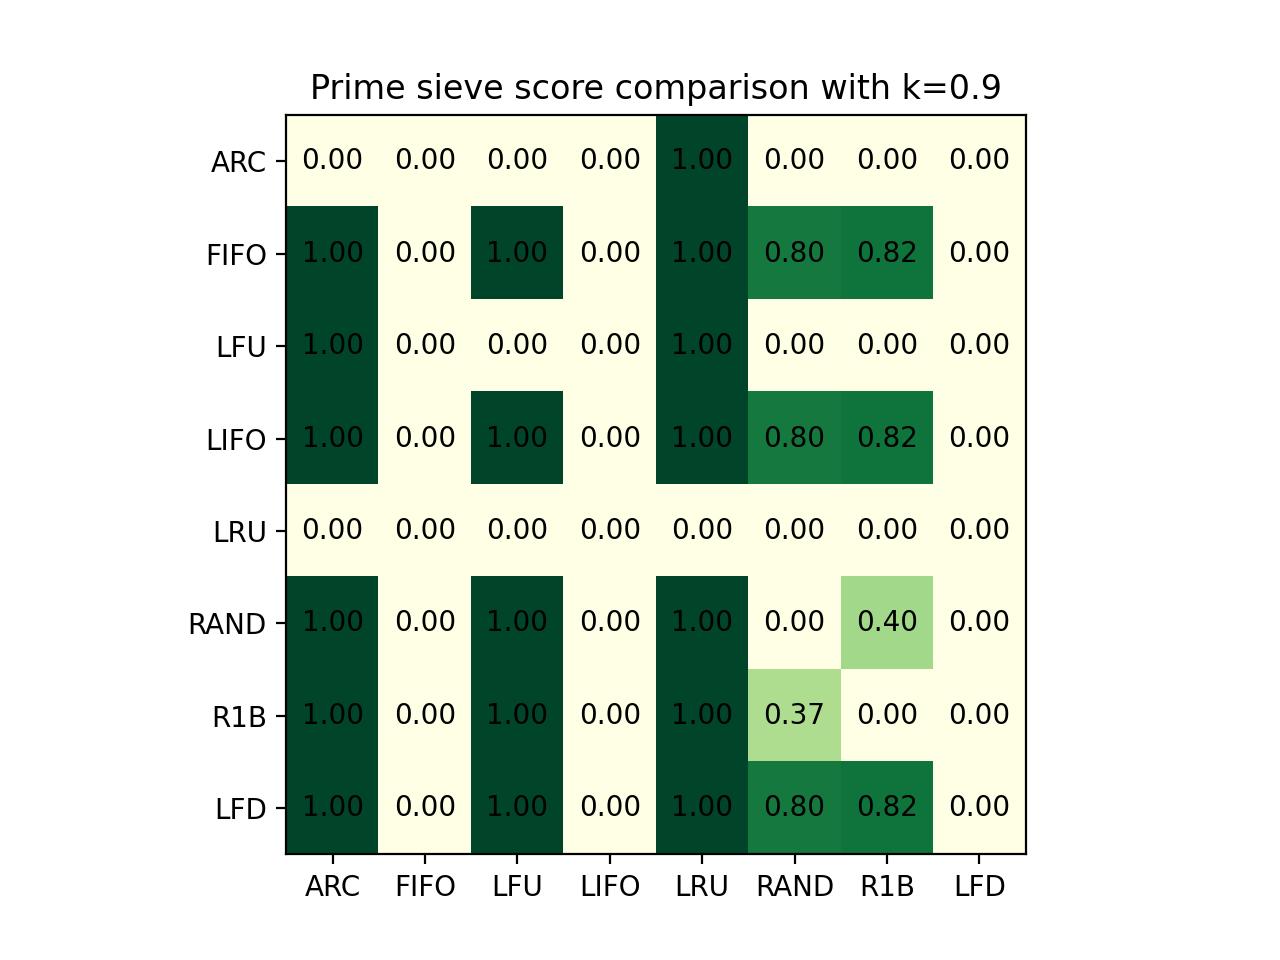 Prime sieve score comparison with k=0.9
ARC 0.00 0.00 0.00 0.00 1.00 0.00 0.00 0.00
FIFO 1.00 0.00 1.00 0.00 1.00 0.80 0.82 0.00
LFU 1.00 0.00 0.00 0.00 1.00 0.00 0.00 0.00
LIFO 1.00 0.00 1.00 0.00 1.00 0.80 0.82 0.00
LRU 0.00 0.00 0.00 0.00 0.00 0.00 0.00 0.00
RAND 1.00 0.00 1.00 0.00 1.00 0.00 0.40 0.00
R1B 1.00 0.00 1.00 0.00 1.00 0.37 0.00 0.00
LFD 1.00 0.00 1.00 0.00 1.00 0.80 0.82 0.00
ARC FIFO LFU LIFO LRU RAND R1B LFD